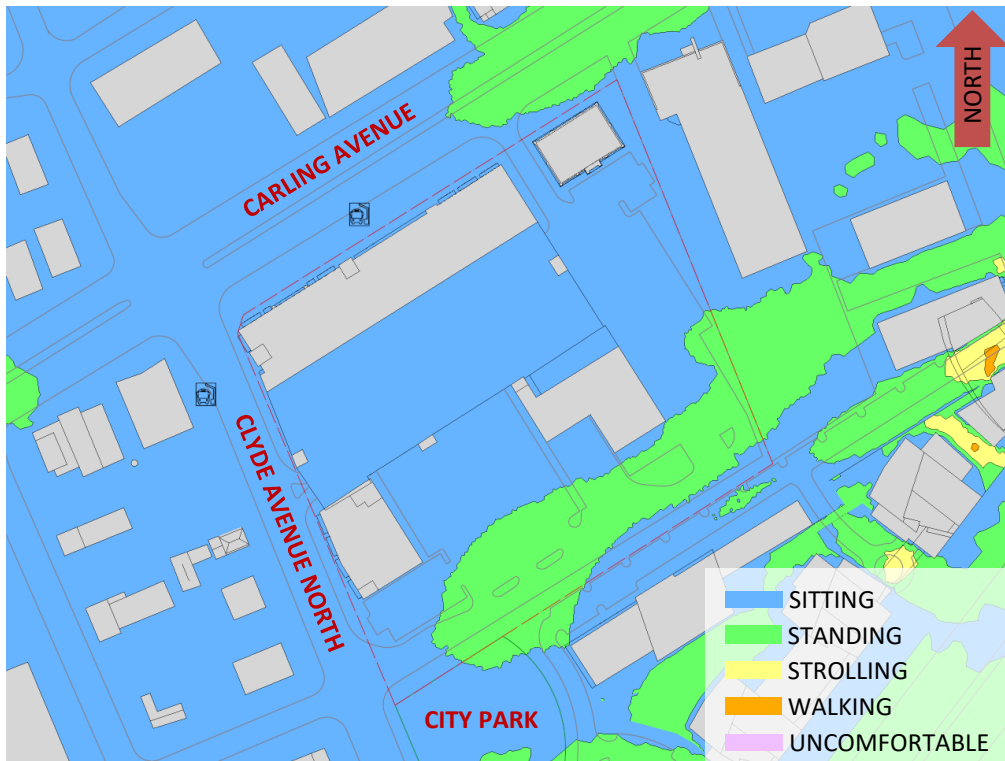 NORTH
CARLING AVENUE
CLYDE AVENUE NORTH
CITY PARK
SITTING
STANDING
STROLLING
WALKING
UNCOMFORTABLE